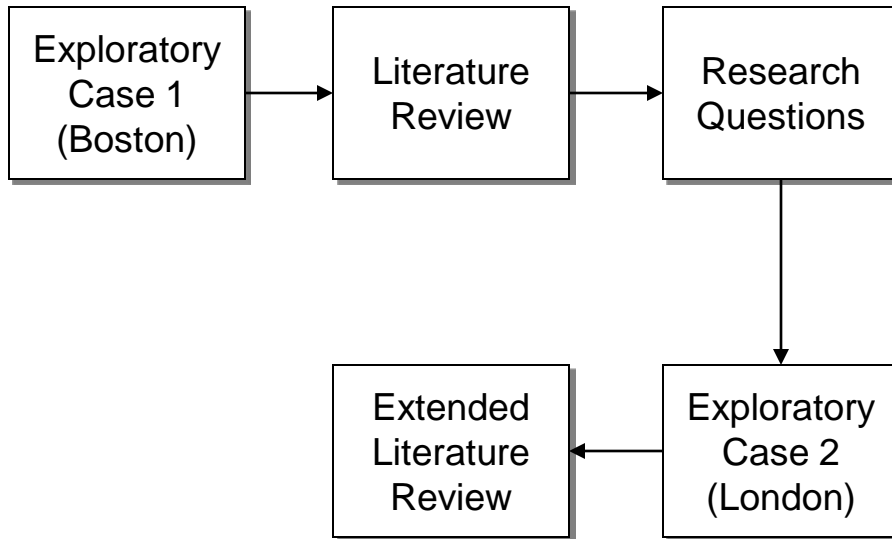 Exploratory
Case 1
(Boston)
Literature
Review
Research
Questions
Extended
Literature
Review
Exploratory
Case 2
(London)